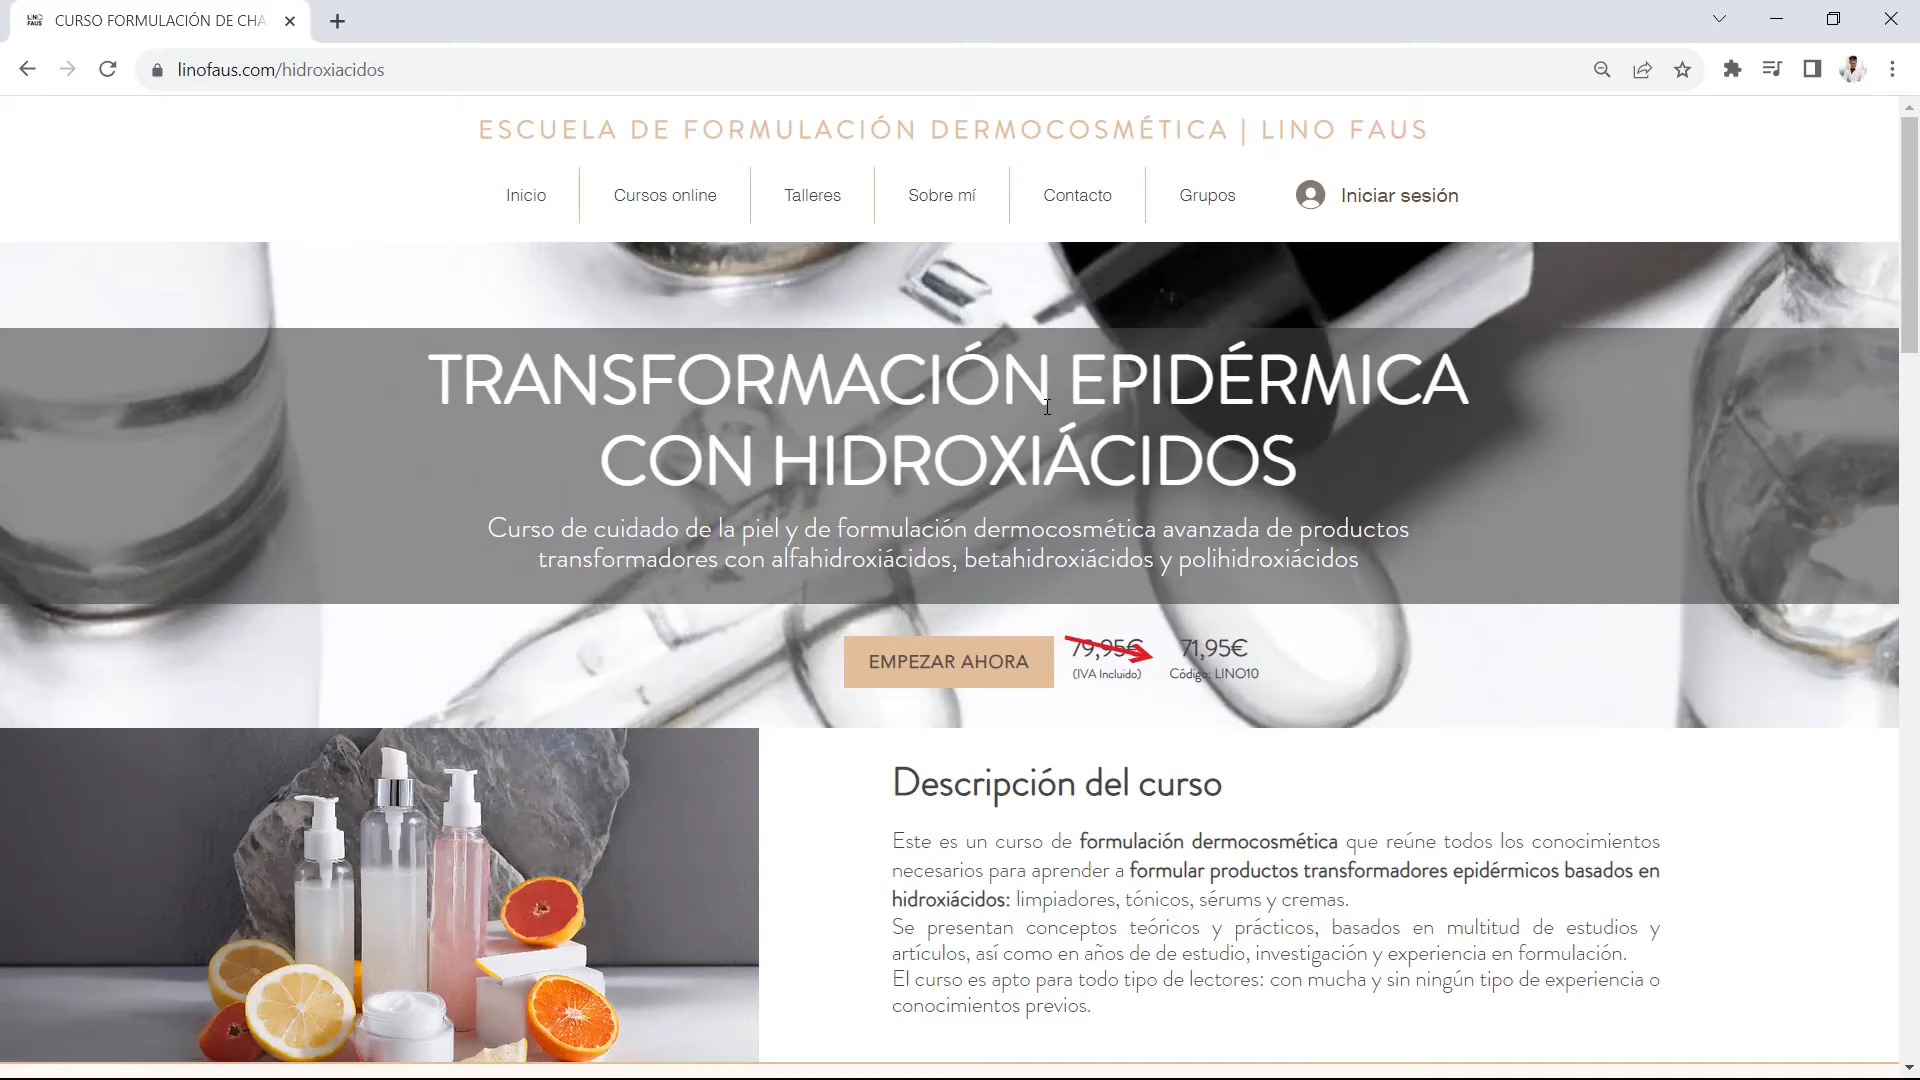 LINO FAUS
CURSO FORMULACIÓN DE CHA
linofaus.com/hidroxiacidos
ESCUELA DE FORMULACIÓN DERMOCOSMÉTICA | LINO FAUS
Inicio
Cursos online
Talleres
Sobre mí
Contacto
Grupos
Iniciar sesión
TRANSFORMACIÓN EPIDÉRMICA
CON HIDROXIÁCIDOS
Curso de cuidado de la piel y de formulación dermocosmética avanzada de productos
transformadores con alfahidroxiácidos, betahidroxiácidos y polihidroxiácidos
EMPEZAR AHORA
79,95€
(IVA Incluido)
71,95€
Código: LINO10
Descripción del curso
Este es un curso de formulación dermocosmética que reúne todos los conocimientos
necesarios para aprender a formular productos transformadores epidérmicos basados en
hidroxiácidos: limpiadores, tónicos, sérums y cremas.
Se presentan conceptos teóricos y prácticos, basados en multitud de estudios y
artículos, así como en años de de estudio, investigación y experiencia en formulación.
El curso es apto para todo tipo de lectores: con mucha y sin ningún tipo de experiencia o
conocimientos previos.